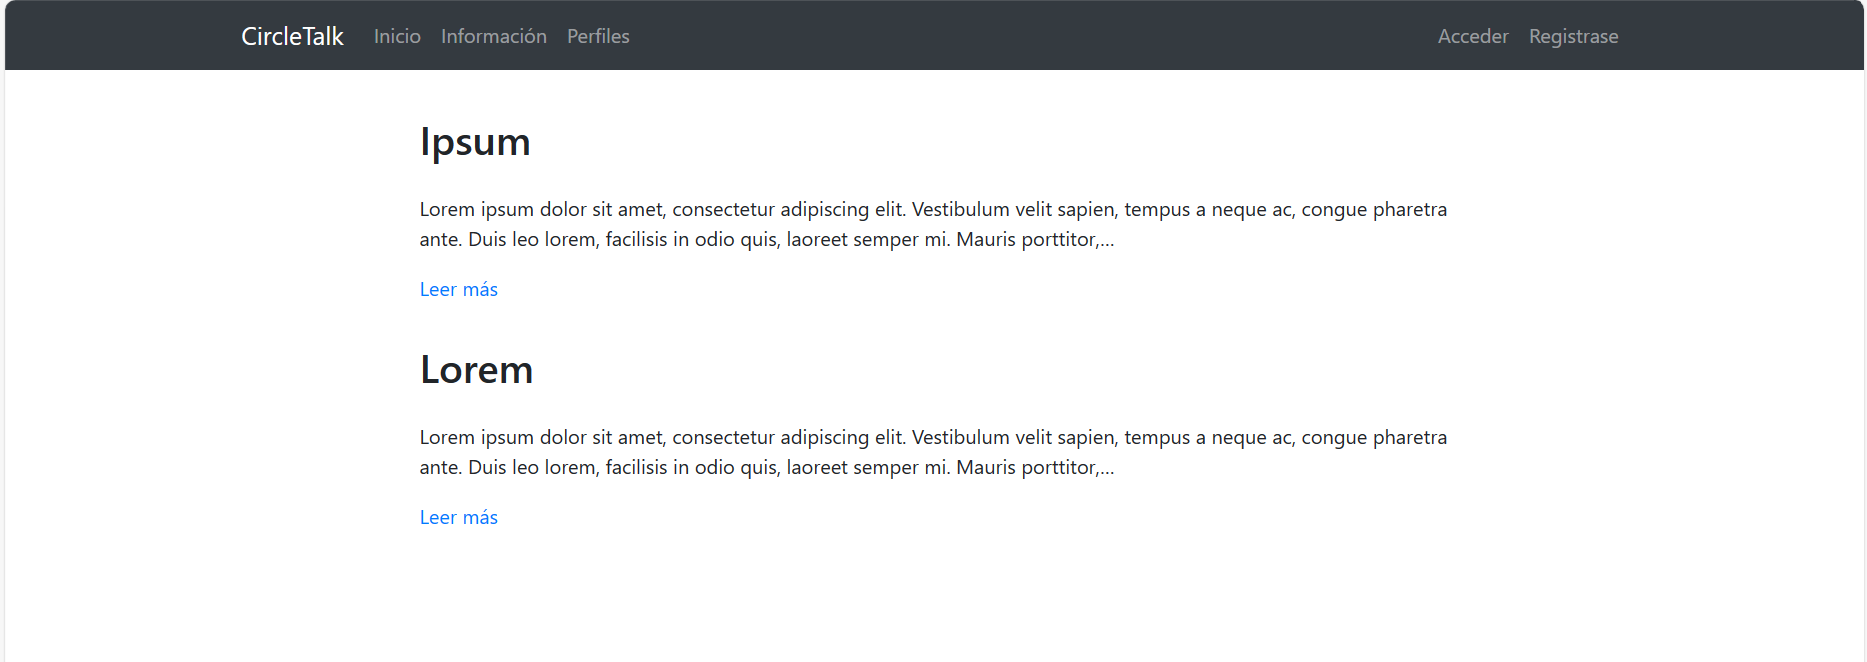 CircleTalk Inicio Información Perfiles Acceder Registrase
Ipsum
Lorem ipsum dolor sit amet, consectetur adipiscing elit. Vestibulum velit sapien, tempus a neque ac, congue pharetra
ante. Duis leo lorem, facilisis in odio quis, laoreet semper mi. Mauris porttitor,...
Leer más
Lorem
Lorem ipsum dolor sit amet, consectetur adipiscing elit. Vestibulum velit sapien, tempus a neque ac, congue pharetra
ante. Duis leo lorem, facilisis in odio quis, laoreet semper mi. Mauris porttitor,...
Leer más